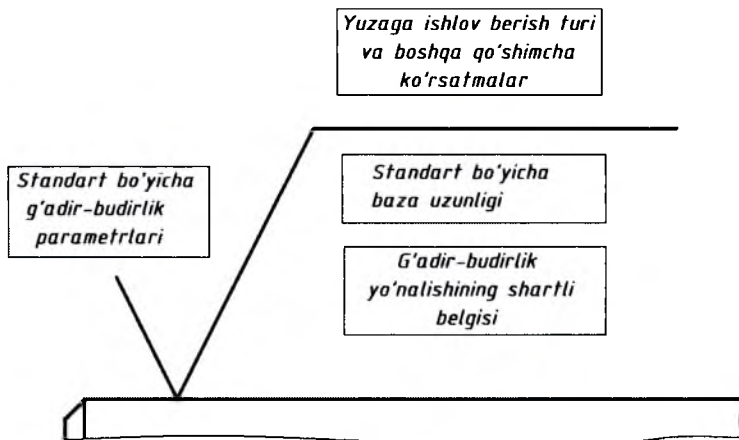 Yuzaga ishlov berish turi
va boshqa qo'shimcha
ko'rsatmalar
Standart bo'yicha
g'adir-budirlik
parametrlari
Standart bo'yicha
baza uzunligi
G'adir-budirlik
yo'nalishining shartli
belgisi